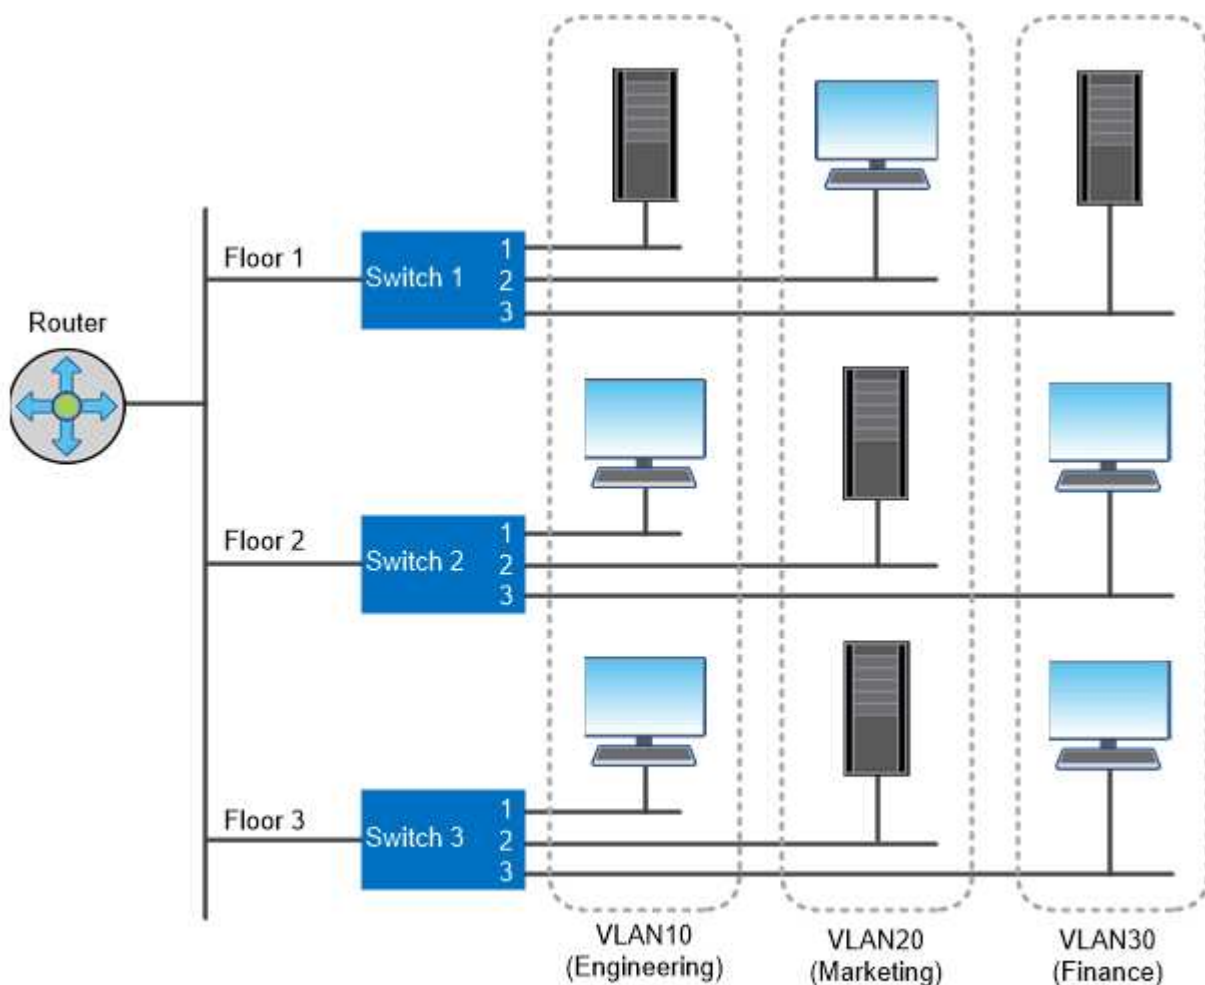 Router
Floor 1
Switch 1
1
2
3
Floor 2
Switch 2
1
2
3
Floor 3
Switch 3
1
2
3
VLAN10
(Engineering)
VLAN20
(Marketing)
VLAN30
(Finance)